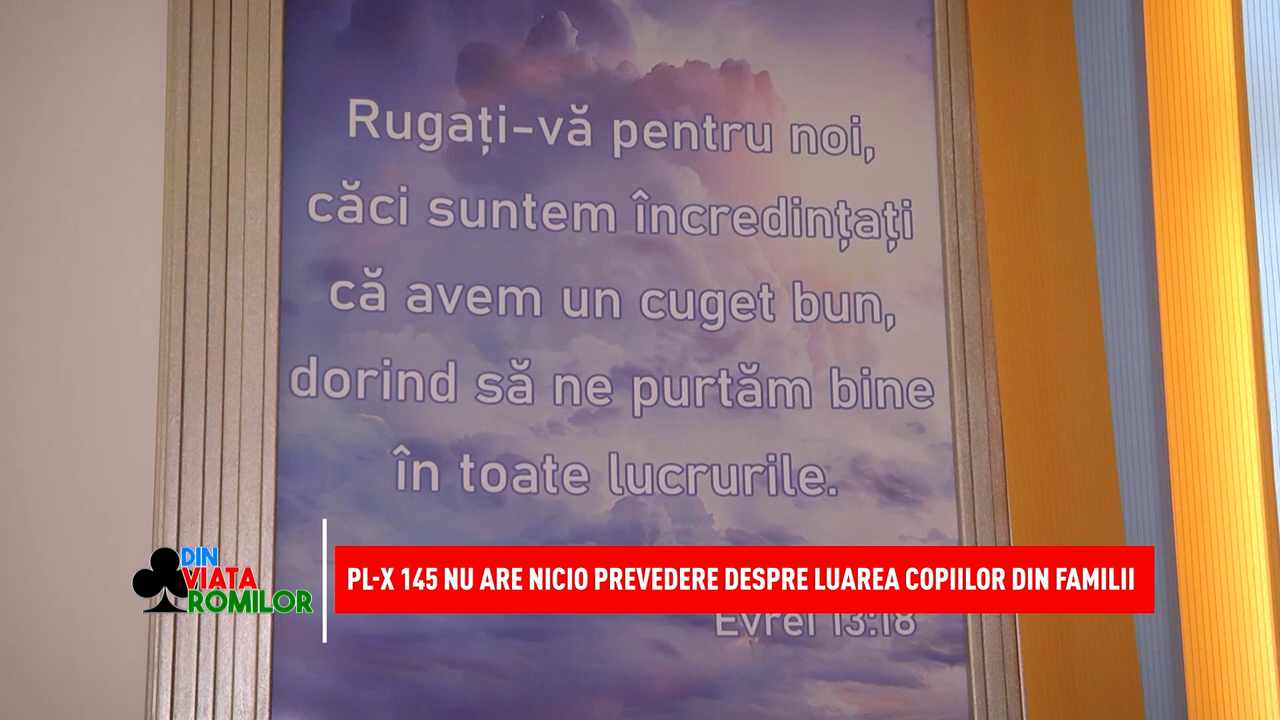 Rugați-vă pentru noi,
căci suntem încredințați
că avem un cuget bun,
dorind să ne purtăm bine
în toate lucrurile.
DIN
VIATA
ROMILOR
PL-X 145 NU ARE NICIO PREVEDERE DESPRE LUAREA COPIILOR DIN FAMILII
Evrei 13:18